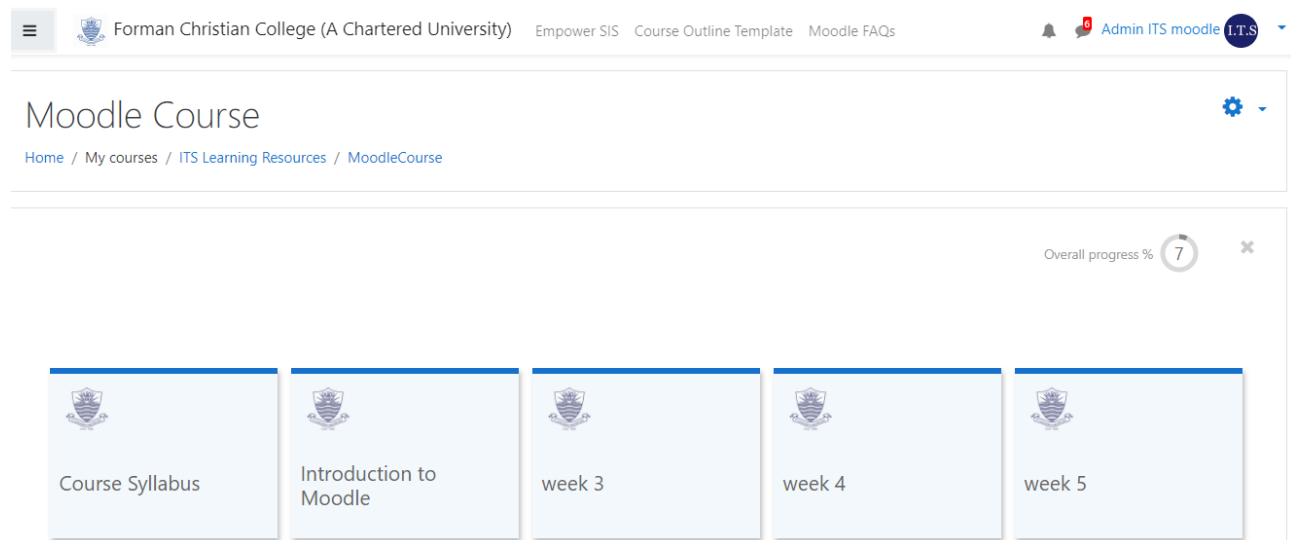 Forman Christian College (A Chartered University) Empower SIS Course Outline Template Moodle FAQs 6 Admin ITS moodle I.T.S
Moodle Course
Home / My courses / ITS Learning Resources / MoodleCourse
Overall progress % 7
Course Syllabus
Introduction to
Moodle
week 3
week 4
week 5